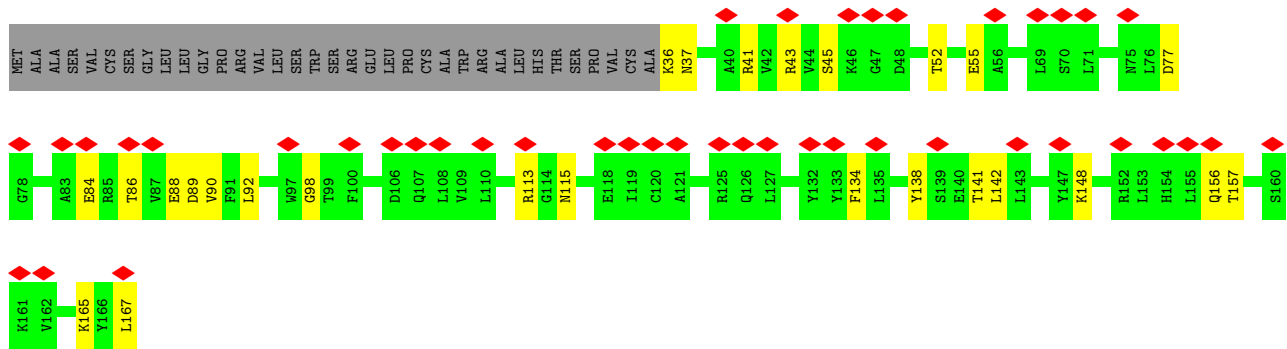 MET ALA ALA SER VAL CYS SER GLY LEU LEU GLY PRO ARG VAL LEU SER TRP SER ARG GLU LEU PRO CYS ALA TRP ARG ALA LEU HIS THR SER PRO VAL CYS ALA K36 N37 A40 R41 V42 R43 V44 S45 K46 G47 D48 T52 E55 A56 L69 S70 L71 N75 L76 D77
G78 A83 E84 R85 T86 V87 E88 D89 V90 F91 L92 W97 G98 T99 F100 D106 Q107 L108 V109 L110 R113 G114 N115 E118 I119 C120 A121 R125 Q126 L127 Y132 Y133 F134 L135 Y138 S139 E140 T141 L142 L143 Y147 K148 R152 L153 H154 L155 Q156 T157 S160
K161 V162 K165 Y166 L167